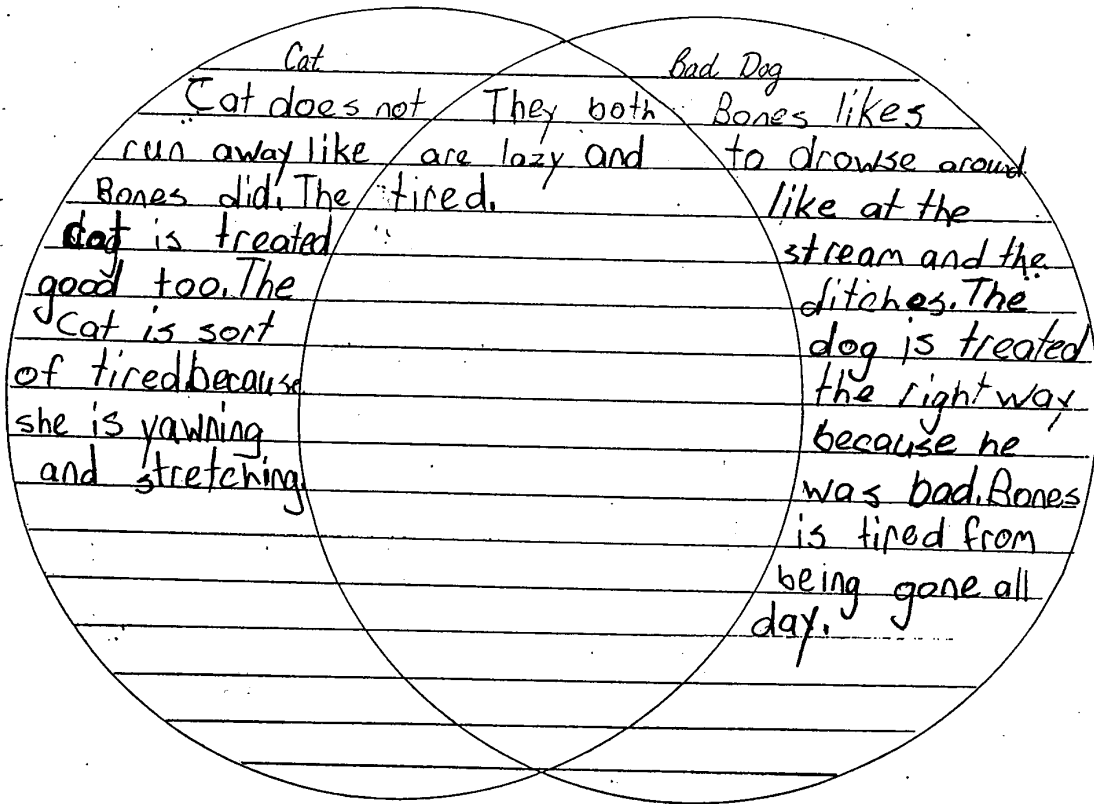 Cat
Cat does not
run away like
Bones did. The
is treated
good too. The
Cat is sort
of tired because
she is yawning
and stretching.
They both
are lazy and
tired.
Bad Dog
Bones likes
to drowse around
like at the
stream and the
ditches. The
dog is treated
the right way
because he
was bad. Bones
is tired from
being gone all
day.